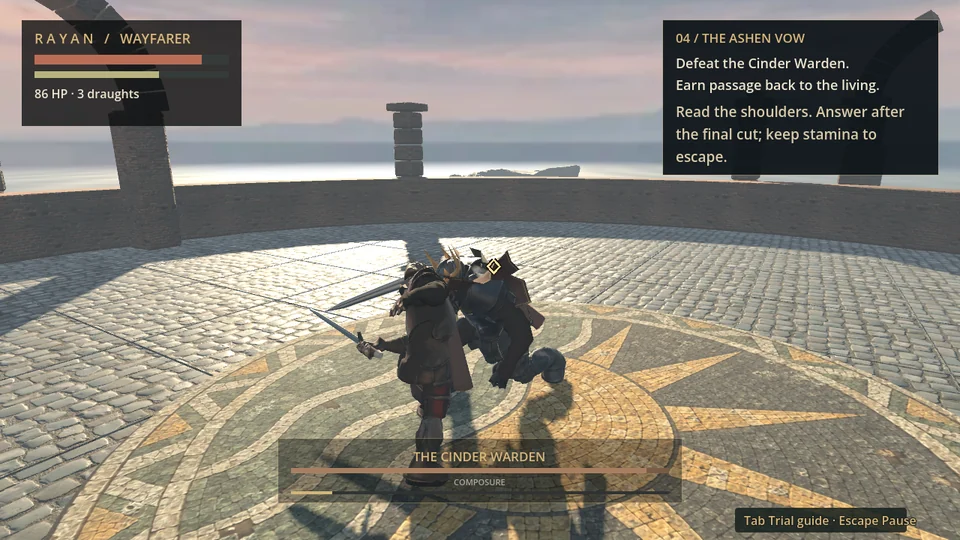 RAYAN / WAYFARER
86 HP · 3 draughts
04 / THE ASHEN VOW
Defeat the Cinder Warden.
Earn passage back to the living.
Read the shoulders. Answer after
the final cut; keep stamina to
escape.
THE CINDER WARDEN
COMPOSURE
Tab Trial guide · Escape Pause